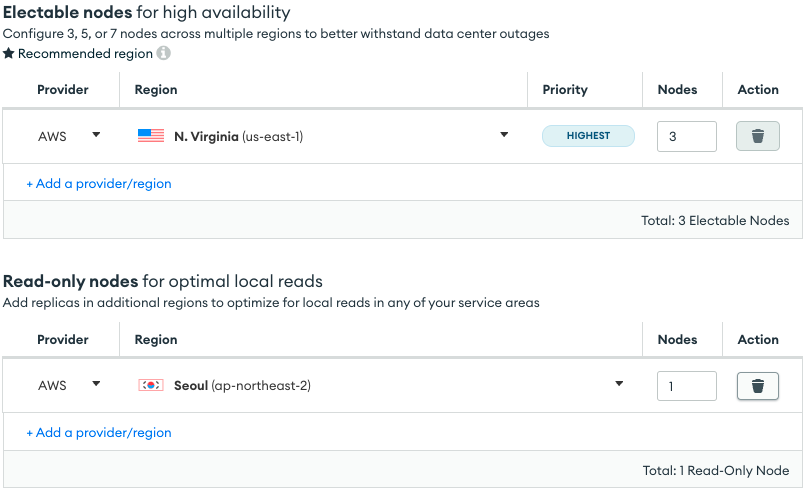 Electable nodes for high availability
Configure 3, 5, or 7 nodes across multiple regions to better withstand data center outages
★ Recommended region
Provider Region Priority Nodes Action
AWS N. Virginia (us-east-1) HIGHEST 3
+ Add a provider/region
Total: 3 Electable Nodes
Read-only nodes for optimal local reads
Add replicas in additional regions to optimize for local reads in any of your service areas
Provider Region Nodes Action
AWS Seoul (ap-northeast-2) 1
+ Add a provider/region
Total: 1 Read-Only Node